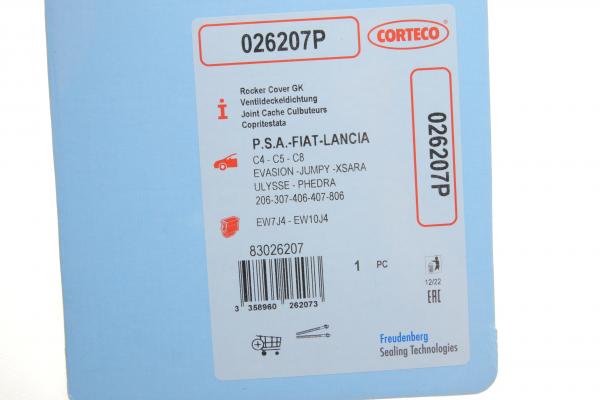 026207P
CORTECO
Rocker Cover GK
Ventildeckeldichtung
Joint Cache Culbuteurs
Copritestata
026207P
P.S.A.-FIAT-LANCIA
C4 - C5 - C8
EVASION -JUMPY -XSARA
ULYSSE - PHEDRA
206-307-406-407-806
EW7J4 - EW10J4
83026207
1 PC
3 358960 262073
12/22
EAC
Freudenberg
Sealing Technologies